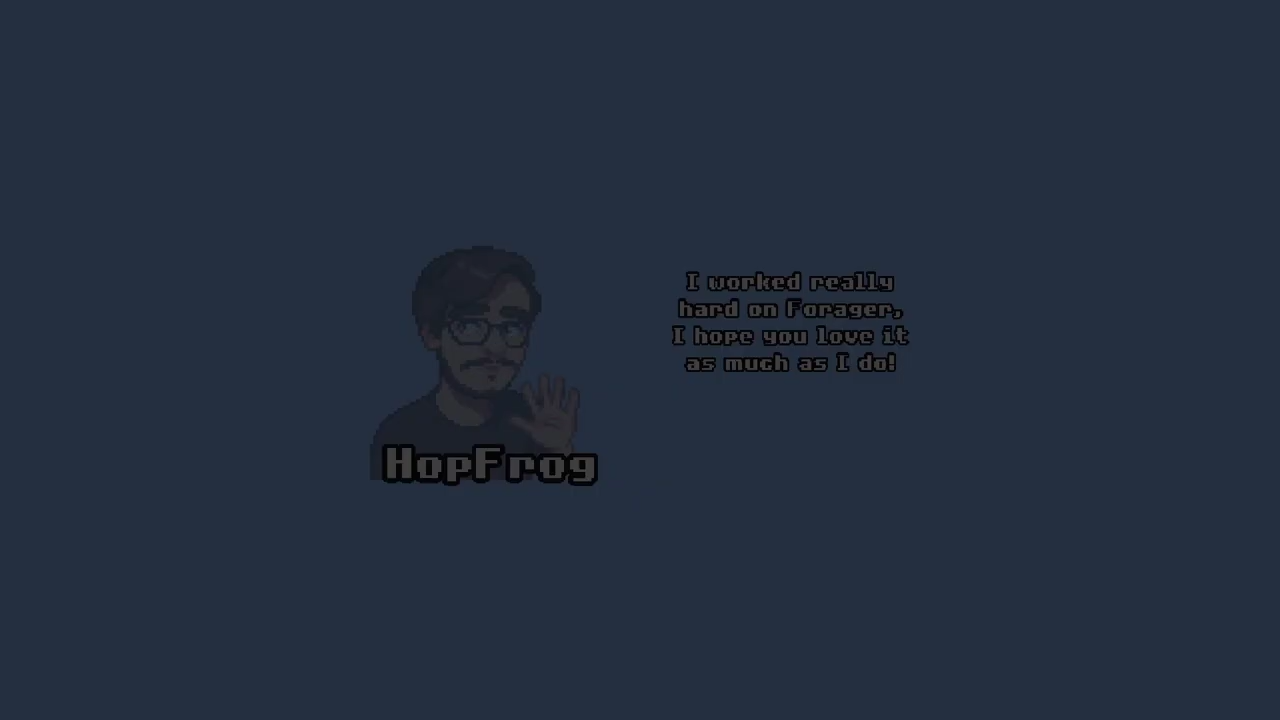 I worked really
hard on Forager,
I hope you love it
as much as I do!
HopFrog